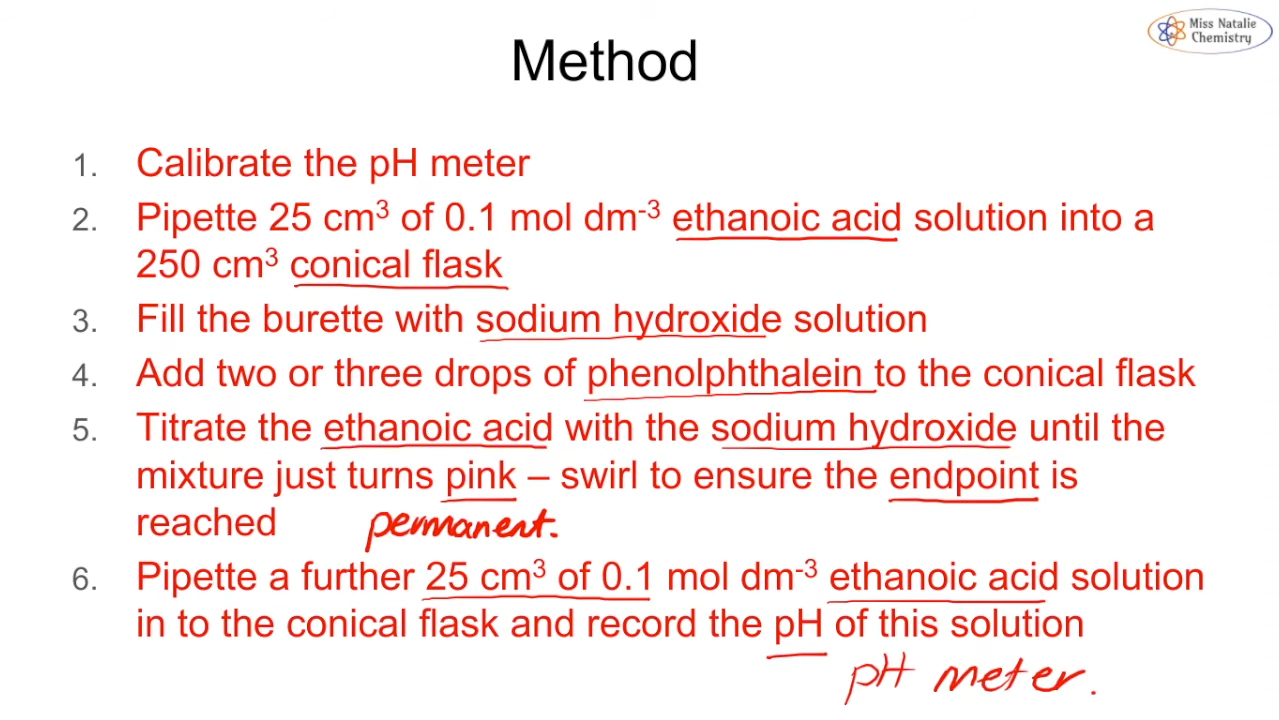 Miss Natalie
Chemistry
Method
1. Calibrate the pH meter
2. Pipette 25 cm³ of 0.1 mol dm⁻³ ethanoic acid solution into a
250 cm³ conical flask
3. Fill the burette with sodium hydroxide solution
4. Add two or three drops of phenolphthalein to the conical flask
5. Titrate the ethanoic acid with the sodium hydroxide until the
mixture just turns pink – swirl to ensure the endpoint is
reached permanent.
6. Pipette a further 25 cm³ of 0.1 mol dm⁻³ ethanoic acid solution
in to the conical flask and record the pH of this solution
pH meter.